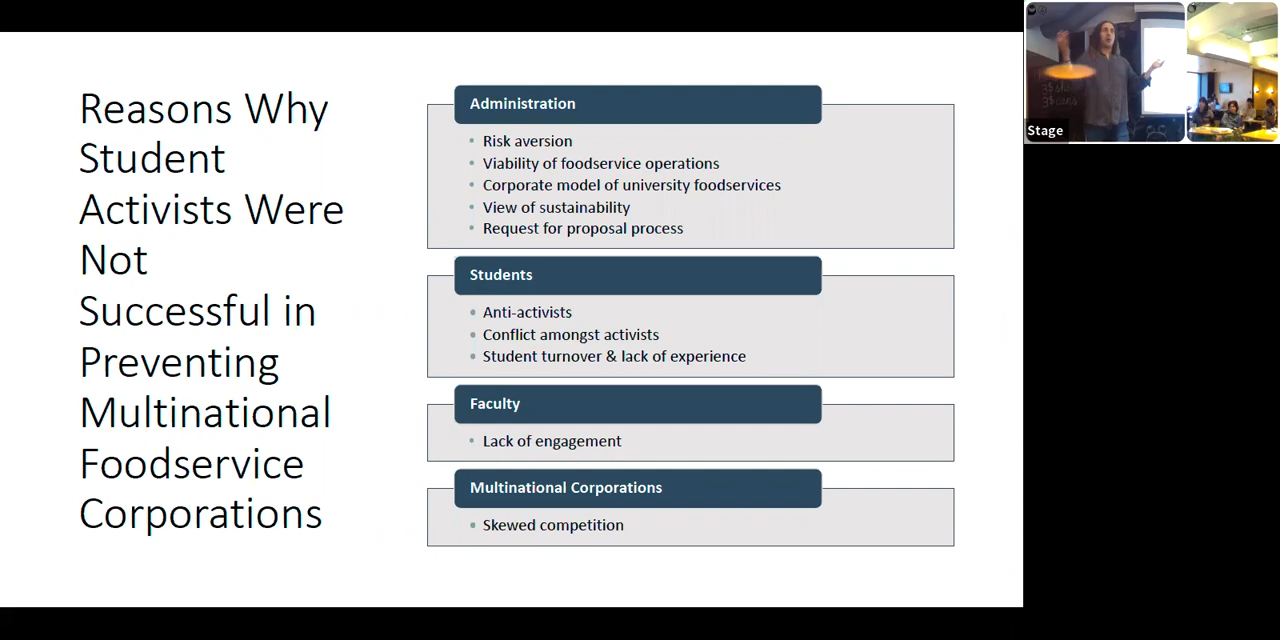 Reasons Why
Student
Activists Were
Not
Successful in
Preventing
Multinational
Foodservice
Corporations
Administration
• Risk aversion
• Viability of foodservice operations
• Corporate model of university foodservices
• View of sustainability
• Request for proposal process
Students
• Anti-activists
• Conflict amongst activists
• Student turnover & lack of experience
Faculty
• Lack of engagement
Multinational Corporations
• Skewed competition
Stage